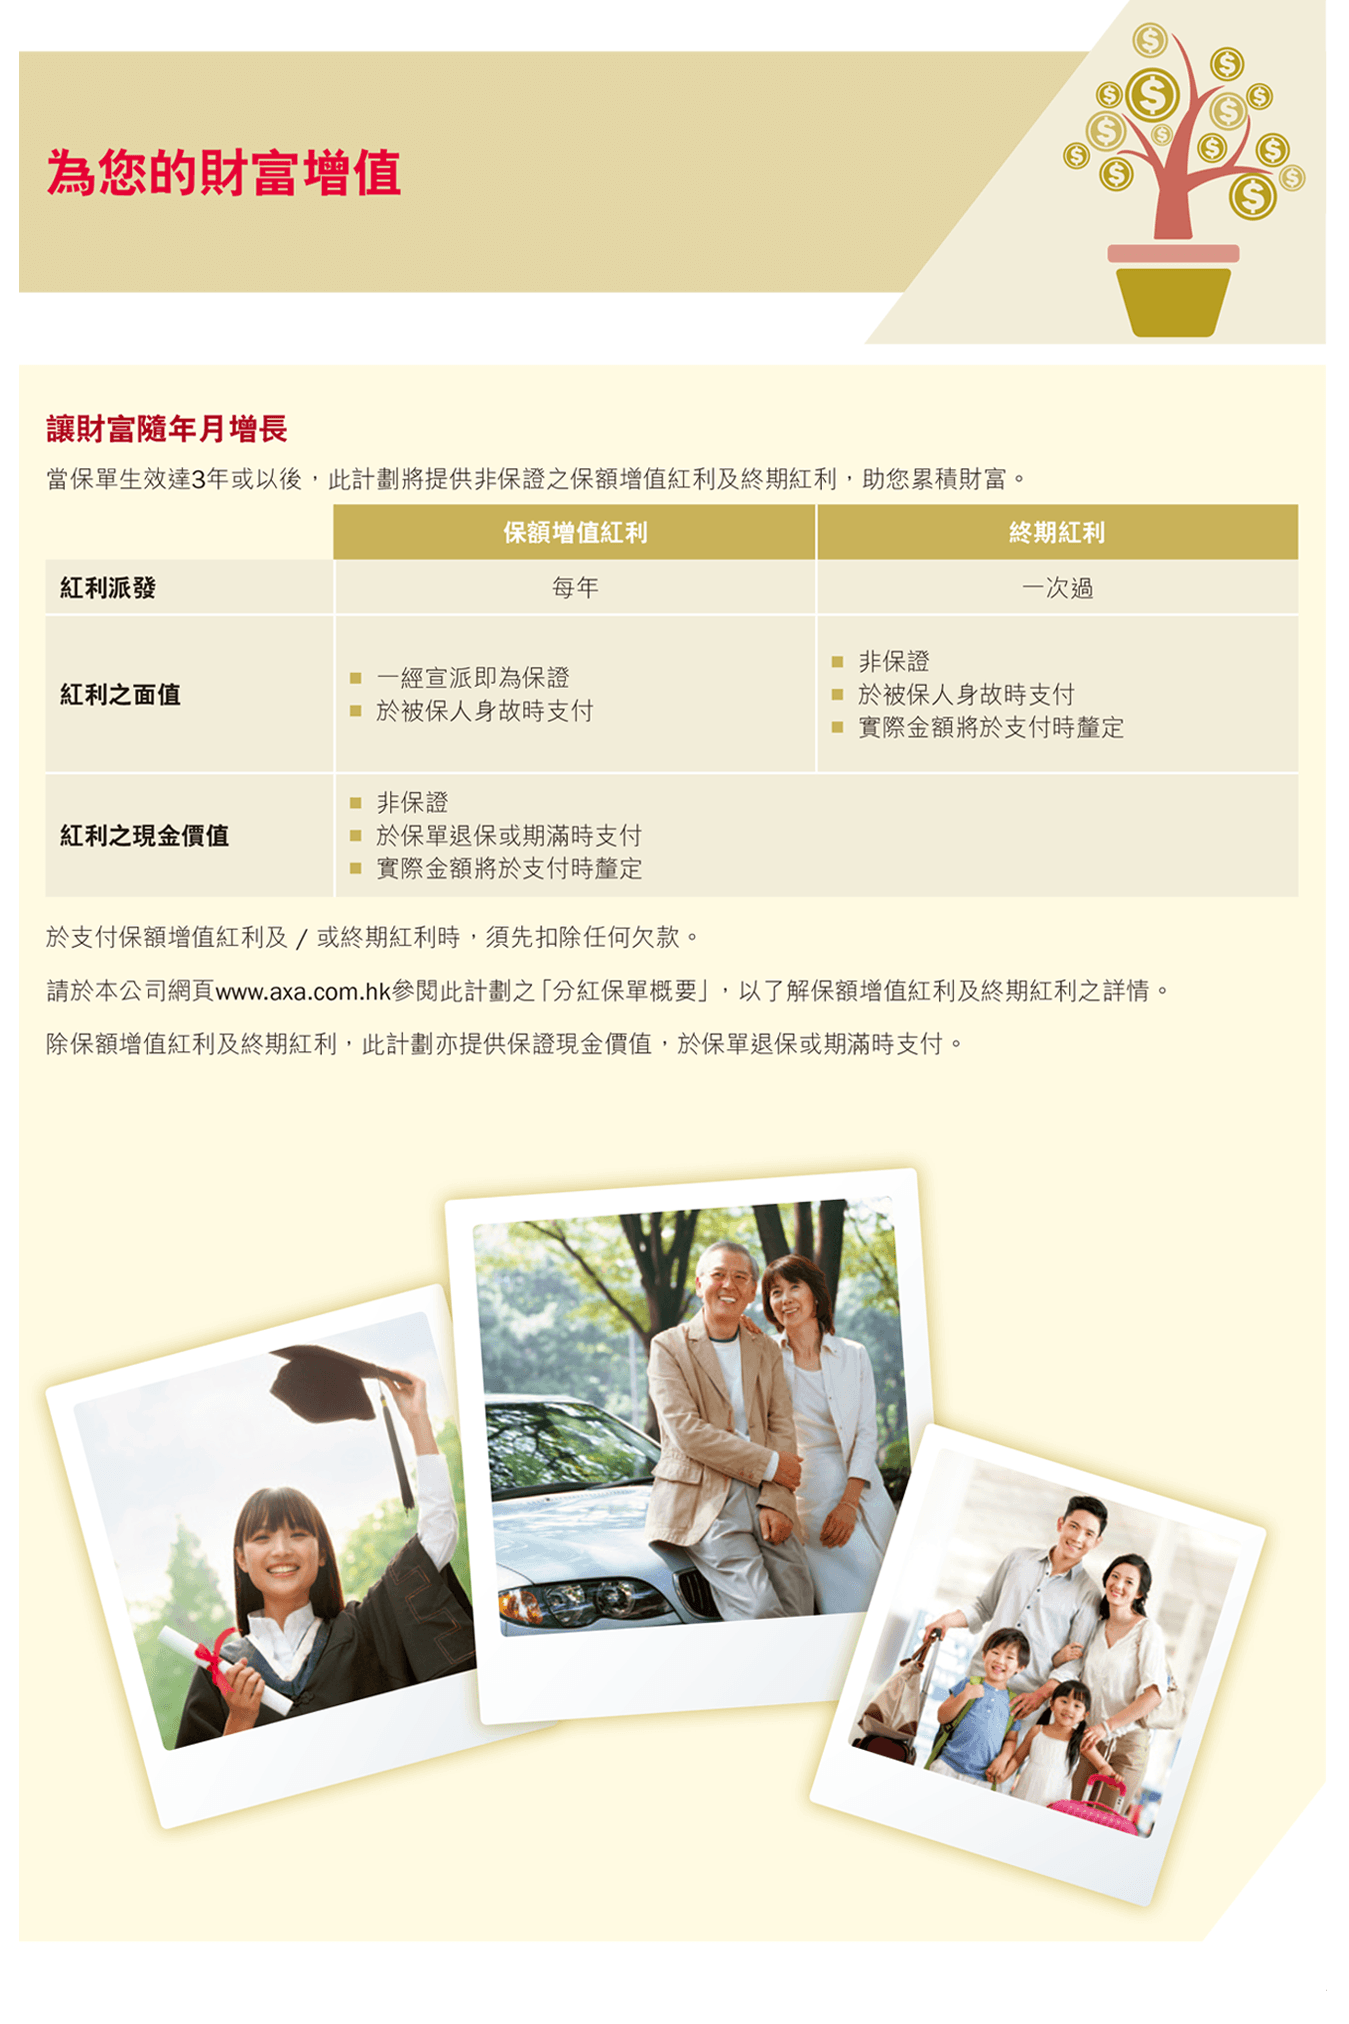 為您的財富增值
讓財富隨年月增長
當保單生效達3年或以後，此計劃將提供非保證之保額增值紅利及終期紅利，助您累積財富。
保額增值紅利 終期紅利
紅利派發 每年 一次過
紅利之面值
■ 一經宣派即為保證
■ 於被保人身故時支付
■ 非保證
■ 於被保人身故時支付
■ 實際金額將於支付時釐定
紅利之現金價值
■ 非保證
■ 於保單退保或期滿時支付
■ 實際金額將於支付時釐定
於支付保額增值紅利及 / 或終期紅利時，須先扣除任何欠款。
請於本公司網頁www.axa.com.hk參閱此計劃之「分紅保單概要」，以了解保額增值紅利及終期紅利之詳情。
除保額增值紅利及終期紅利，此計劃亦提供保證現金價值，於保單退保或期滿時支付。